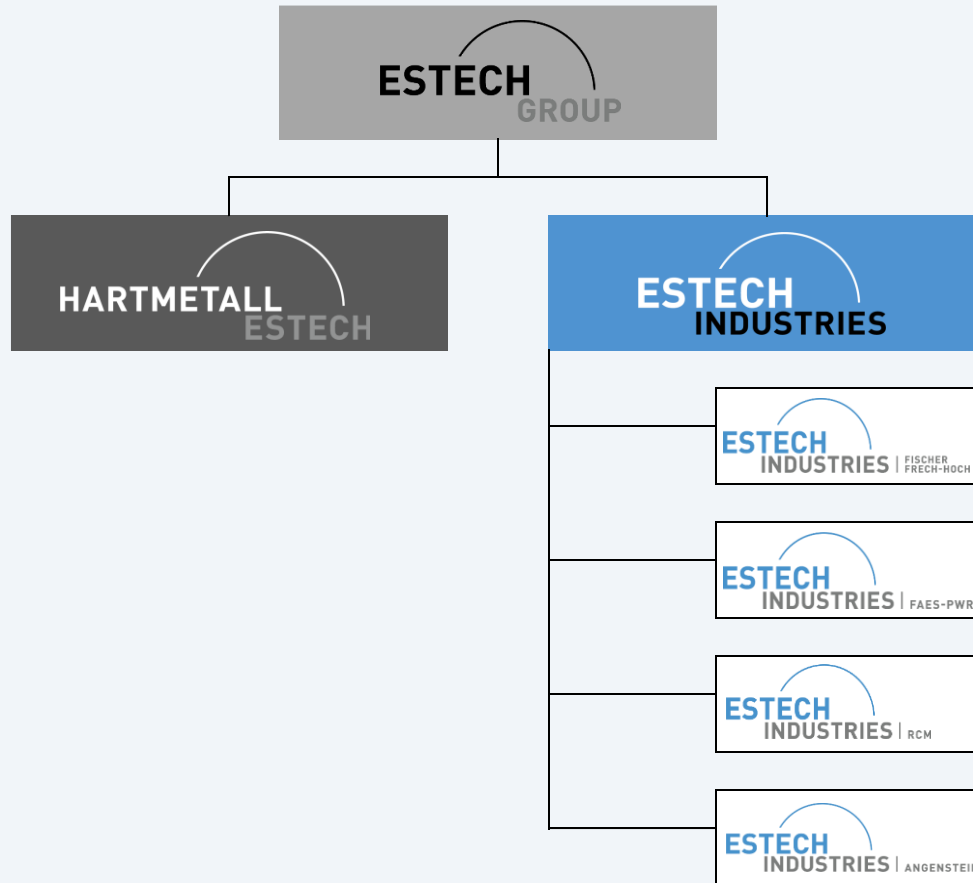 ESTECH
GROUP
HARTMETALL
ESTECH
ESTECH
INDUSTRIES
ESTECH
INDUSTRIES | FISCHER
FRECH-HOCH
ESTECH
INDUSTRIES | FAES-PWR
ESTECH
INDUSTRIES | RCM
ESTECH
INDUSTRIES |